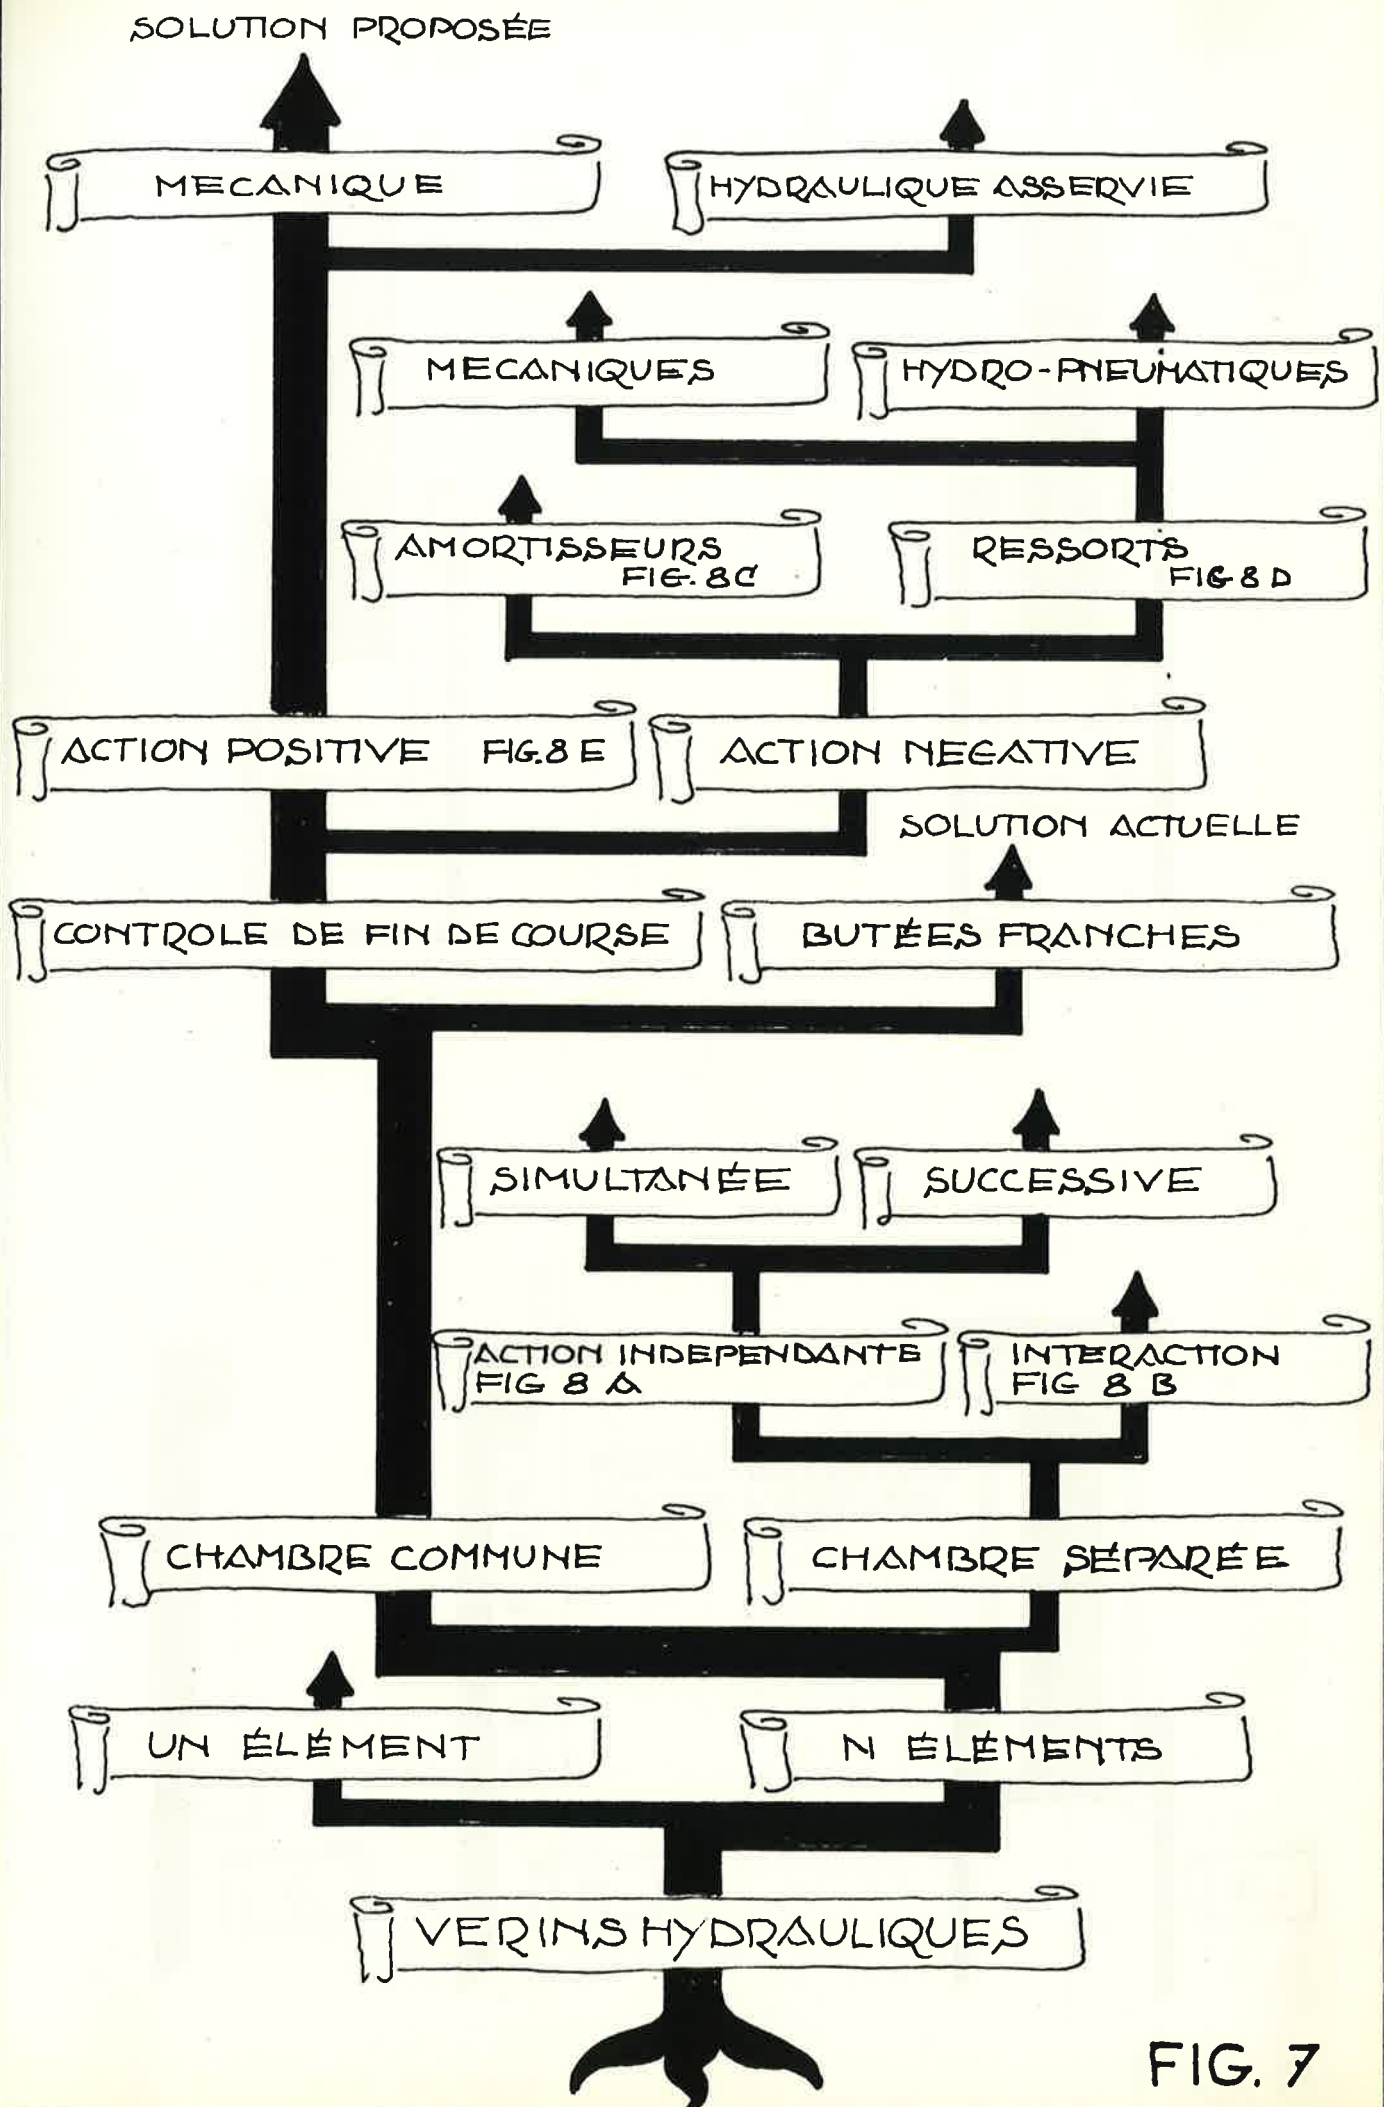 SOLUTION PROPOSÉE
MECANIQUE
HYDRAULIQUE ASSERVIE
MECANIQUES
HYDRO-PNEUMATIQUES
AMORTISSEURS
FIG. 8 C
RESSORTS
FIG 8 D
ACTION POSITIVE FIG. 8 E
ACTION NEGATIVE
SOLUTION ACTUELLE
CONTROLE DE FIN DE COURSE
BUTÉES FRANCHES
SIMULTANÉE
SUCCESSIVE
ACTION INDEPENDANTE
FIG 8 A
INTERACTION
FIG 8 B
CHAMBRE COMMUNE
CHAMBRE SÉPARÉE
UN ÉLÉMENT
N ÉLÉMENTS
VERINS HYDRAULIQUES
FIG. 7